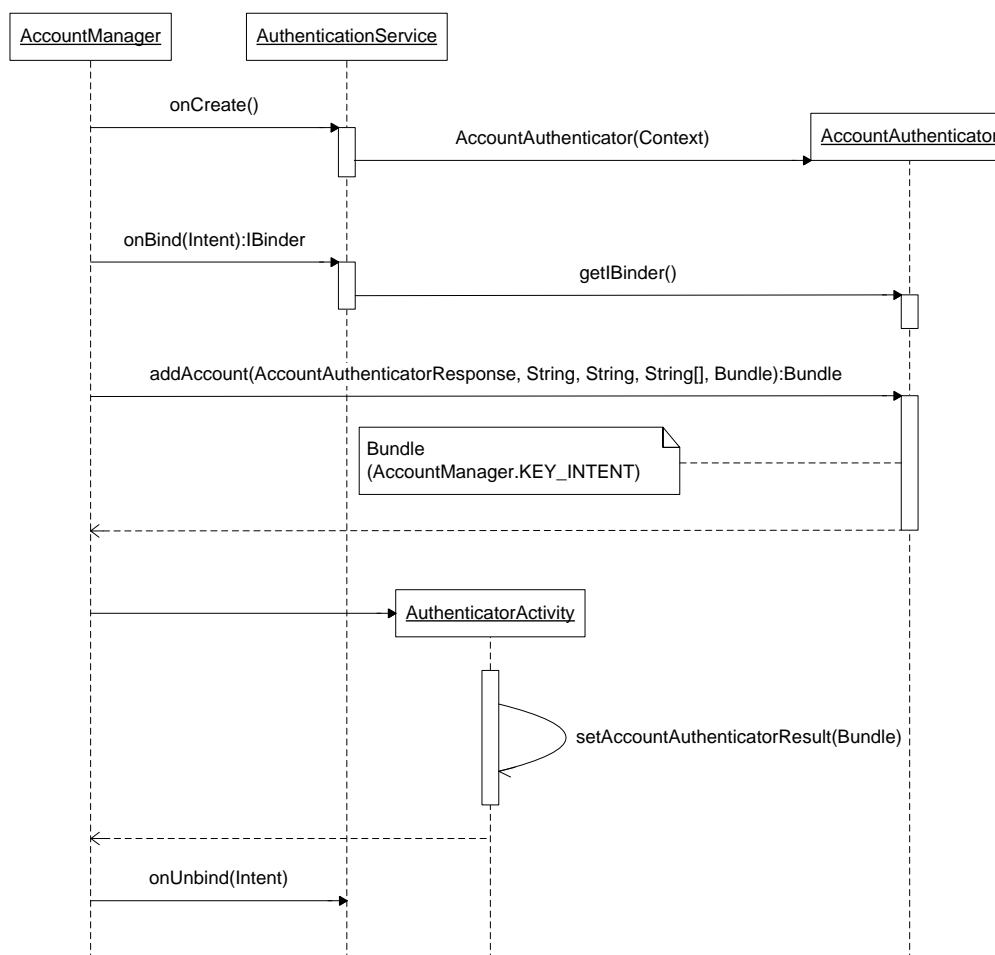 AccountManager
AuthenticationService
onCreate()
AccountAuthenticator(Context)
AccountAuthenticator
onBind(Intent):IBinder
getIBinder()
addAccount(AccountAuthenticatorResponse, String, String, String[], Bundle):Bundle
Bundle
(AccountManager.KEY_INTENT)
AuthenticatorActivity
setAccountAuthenticatorResult(Bundle)
onUnbind(Intent)